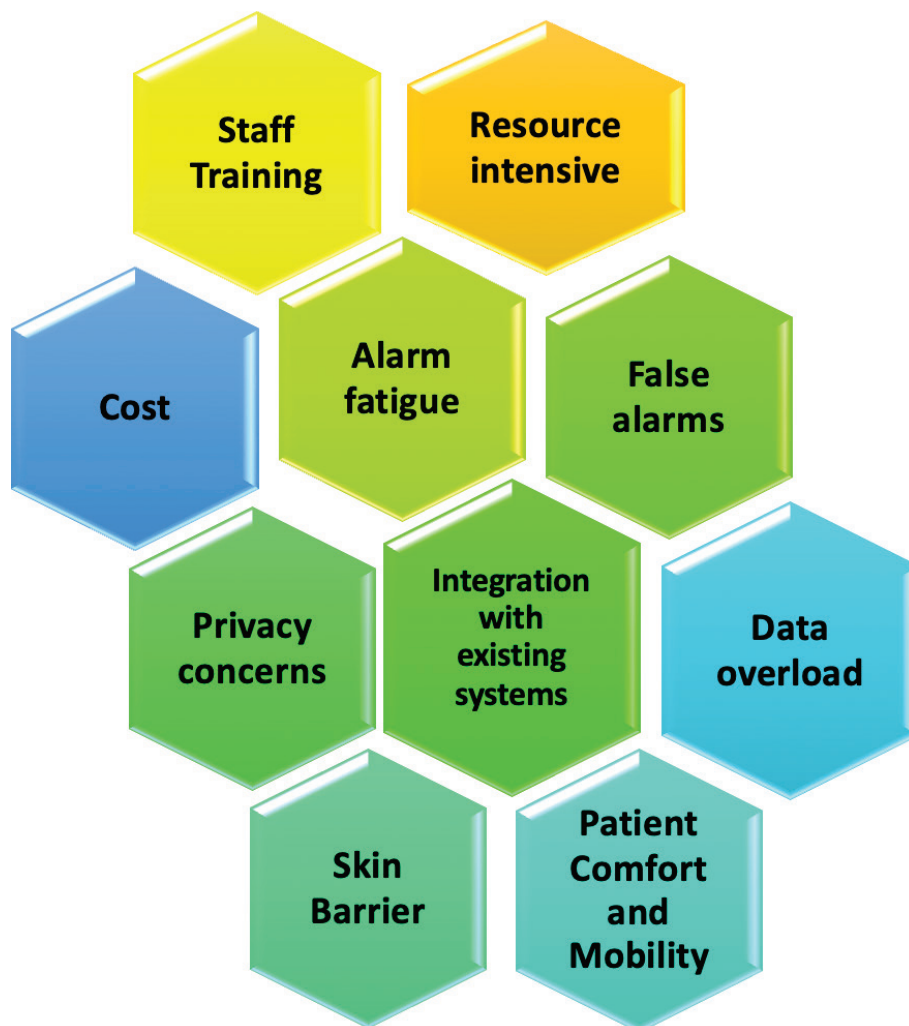 Staff
Training
Resource
intensive
Cost
Alarm
fatigue
False
alarms
Privacy
concerns
Integration
with
existing
systems
Data
overload
Skin
Barrier
Patient
Comfort
and
Mobility